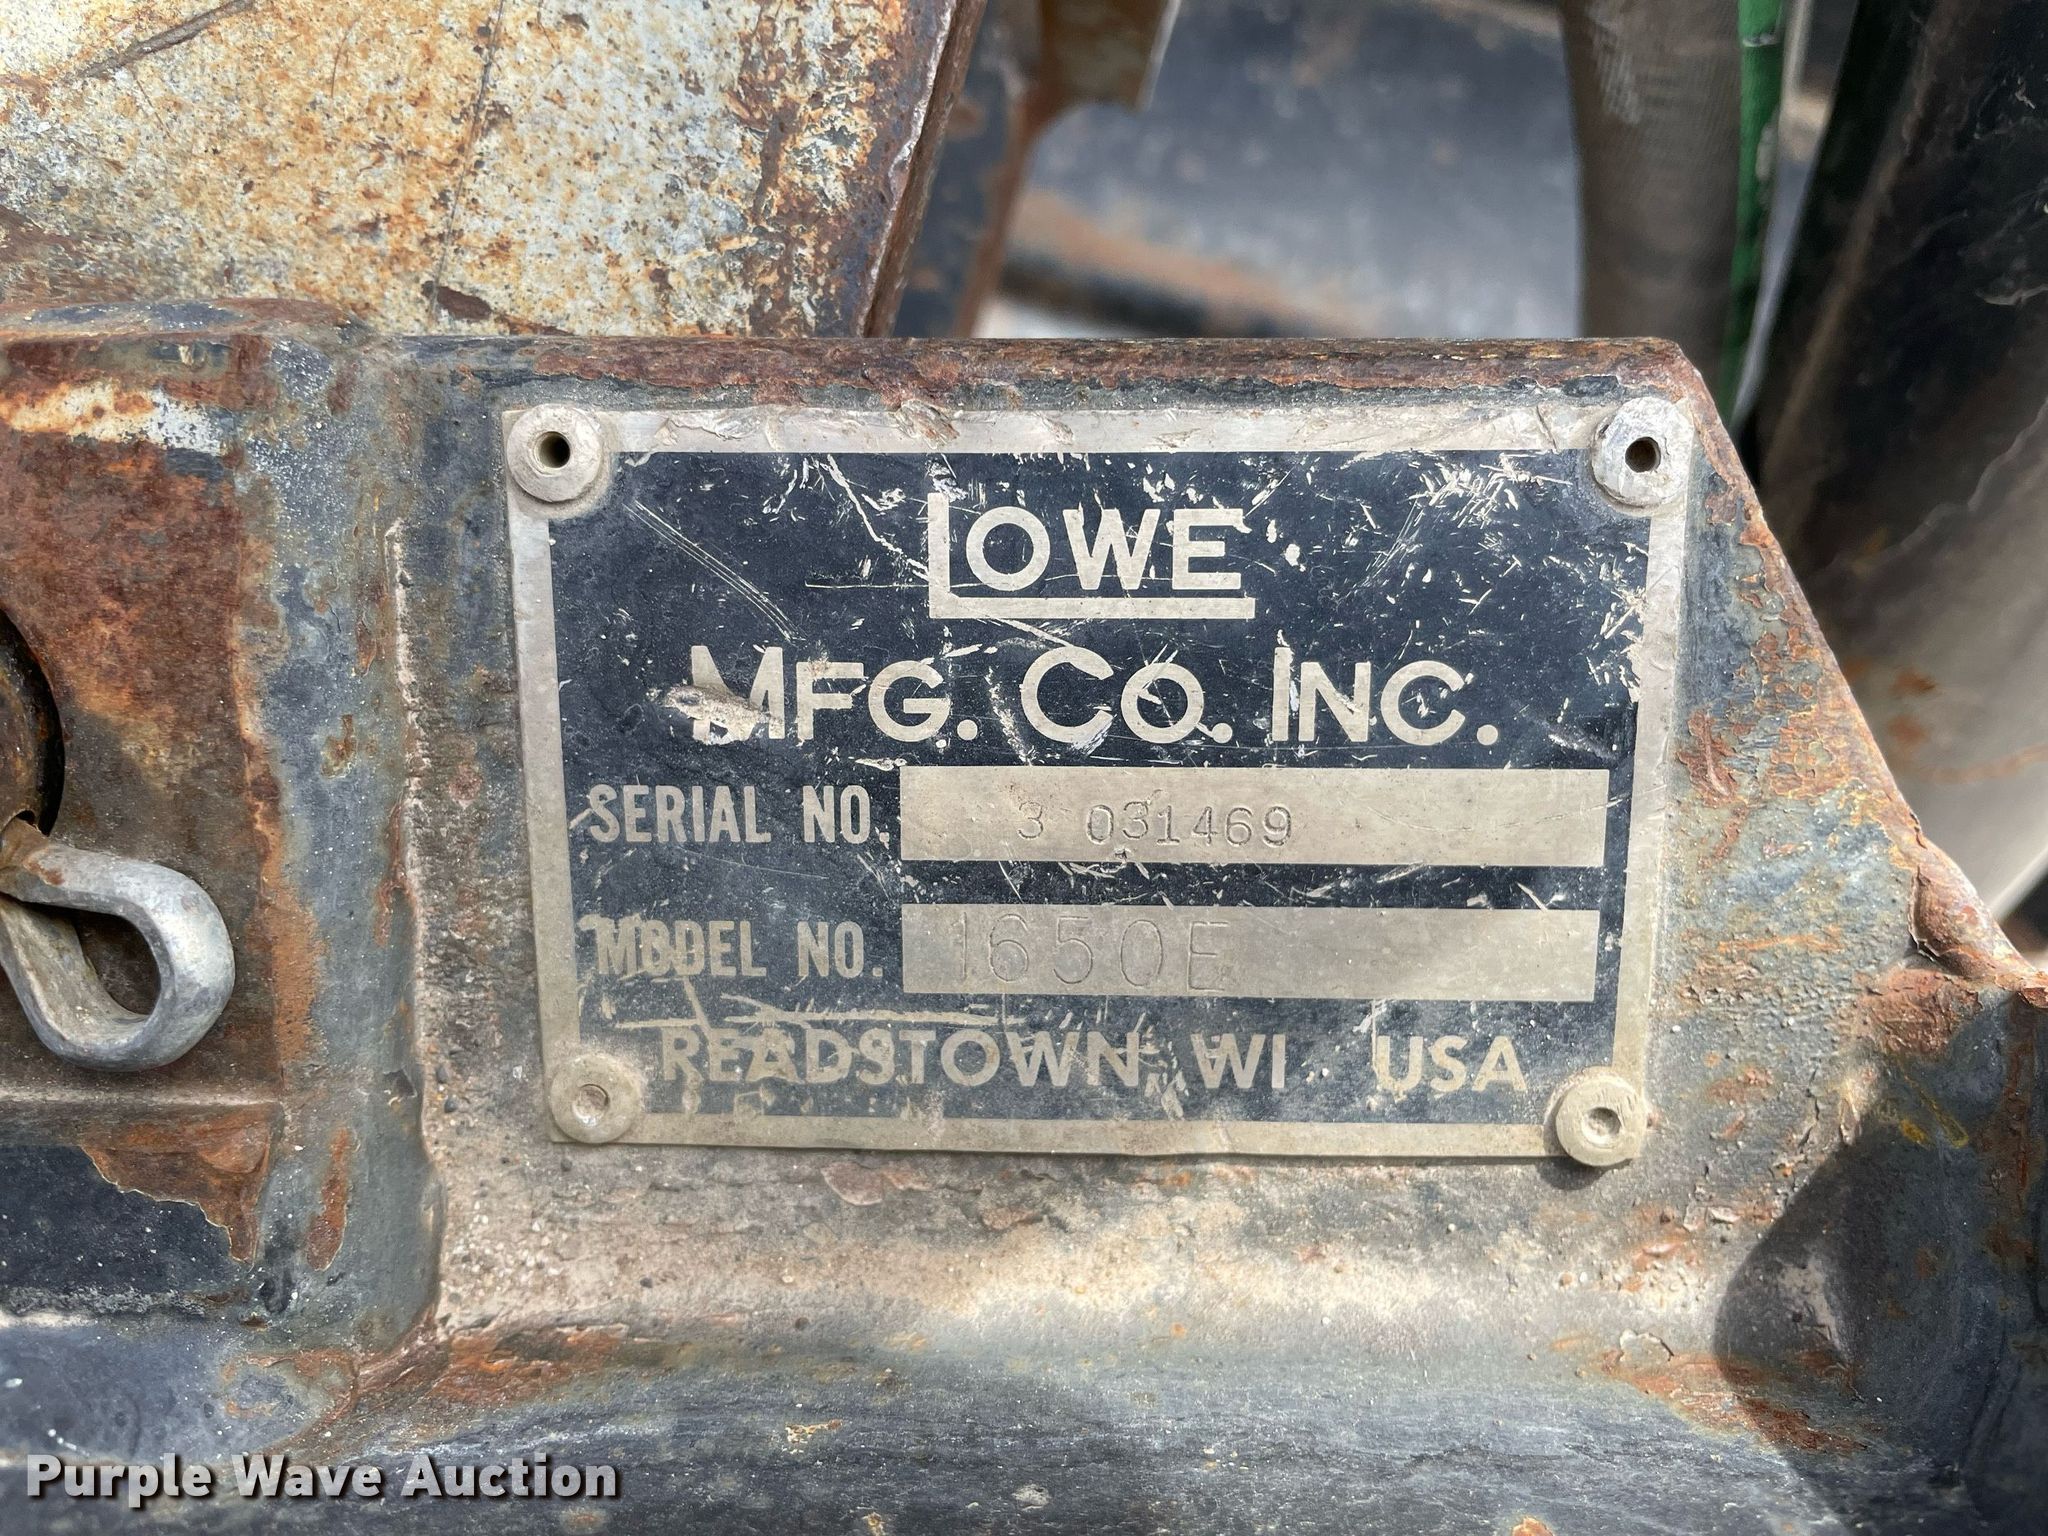 LOWE
MFG. CO. INC.
SERIAL NO. 3 031469
MODEL NO. 1650E
READSTOWN, WI USA
Purple Wave Auction